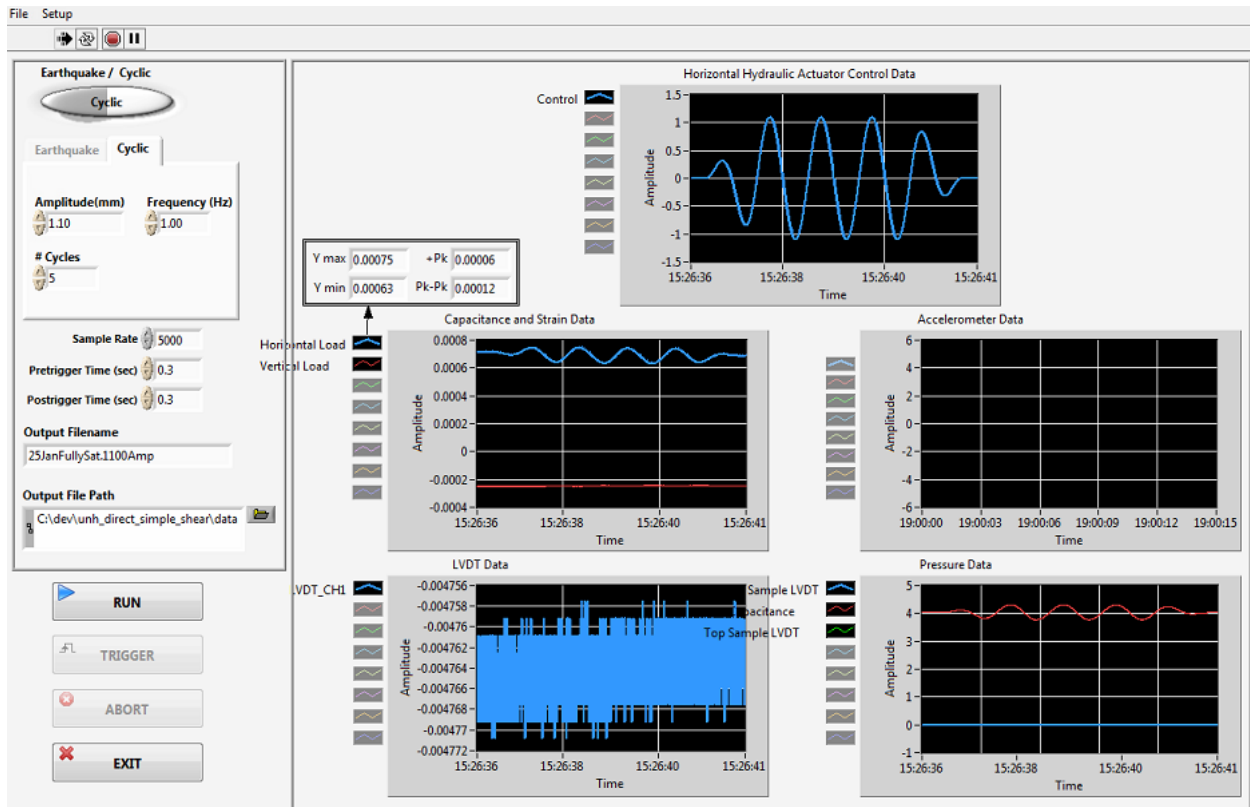 File Setup
Earthquake / Cyclic
Cyclic
Earthquake Cyclic
Amplitude(mm) Frequency (Hz)
1.10 1.00
# Cycles
5
Sample Rate 5000
Pretrigger Time (sec) 0.3
Postrigger Time (sec) 0.3
Output Filename
25JanFullySat.1100Amp
Output File Path
C:\dev\unh_direct_simple_shear\data
RUN
TRIGGER
ABORT
EXIT
Horizontal Hydraulic Actuator Control Data
Control
Amplitude
1.5
1
0.5
0
-0.5
-1
-1.5
15:26:36 15:26:38 15:26:40 15:26:41
Time
Y max 0.00075 +Pk 0.00006
Y min 0.00063 Pk-Pk 0.00012
Capacitance and Strain Data
Horizontal Load
Vertical Load
Amplitude
0.0008
0.0006
0.0004
0.0002
0
-0.0002
-0.0004
15:26:36 15:26:38 15:26:40 15:26:41
Time
Accelerometer Data
Amplitude
6
4
2
0
-2
-4
-6
19:00:00 19:00:03 19:00:06 19:00:09 19:00:12 19:00:15
Time
LVDT Data
LVDT_CH1
Amplitude
-0.004756
-0.004758
-0.00476
-0.004762
-0.004764
-0.004766
-0.004768
-0.00477
-0.004772
15:26:36 15:26:38 15:26:40 15:26:41
Time
Pressure Data
Sample LVDT
pacitance
Top Sample LVDT
Amplitude
5
4
3
2
1
0
-1
15:26:36 15:26:38 15:26:40 15:26:41
Time